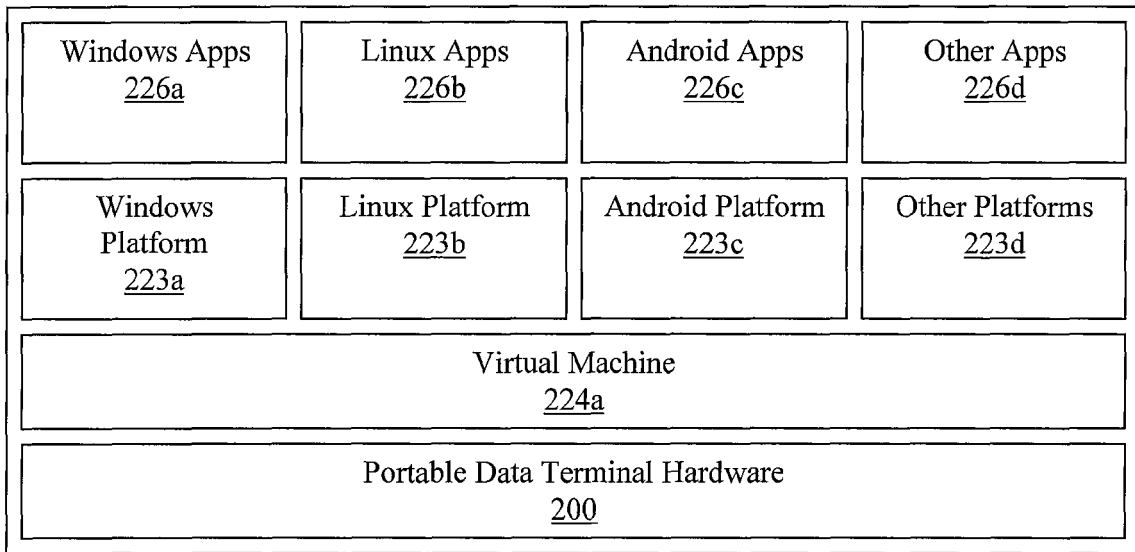 Windows Apps
226a
Linux Apps
226b
Android Apps
226c
Other Apps
226d
Windows
Platform
223a
Linux Platform
223b
Android Platform
223c
Other Platforms
223d
Virtual Machine
224a
Portable Data Terminal Hardware
200